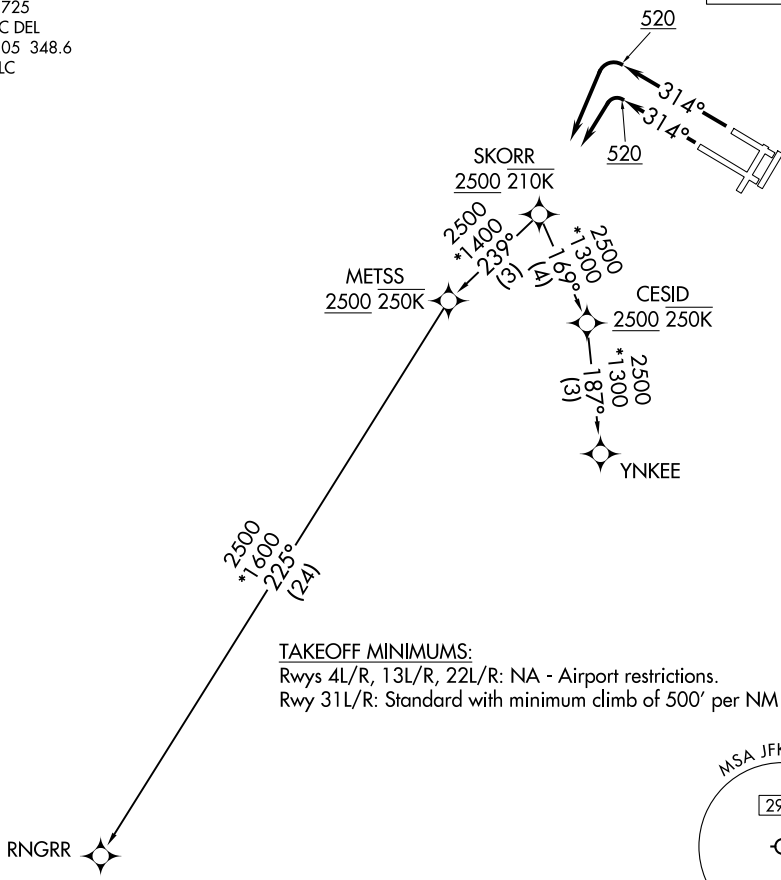 725
C DEL
05 348.6
LC
520
314°
314°
520
SKORR
2500 210K
2500
*1400
239°
(3)
2500
*1300
169°
(4)
METSS
2500 250K
CESID
2500 250K
2500
*1300
187°
(3)
YNKEE
2500
*1600
225°
(24)
TAKEOFF MINIMUMS:
Rwys 4L/R, 13L/R, 22L/R: NA - Airport restrictions.
Rwy 31L/R: Standard with minimum climb of 500' per NM
MSA JFK
29
RNGRR